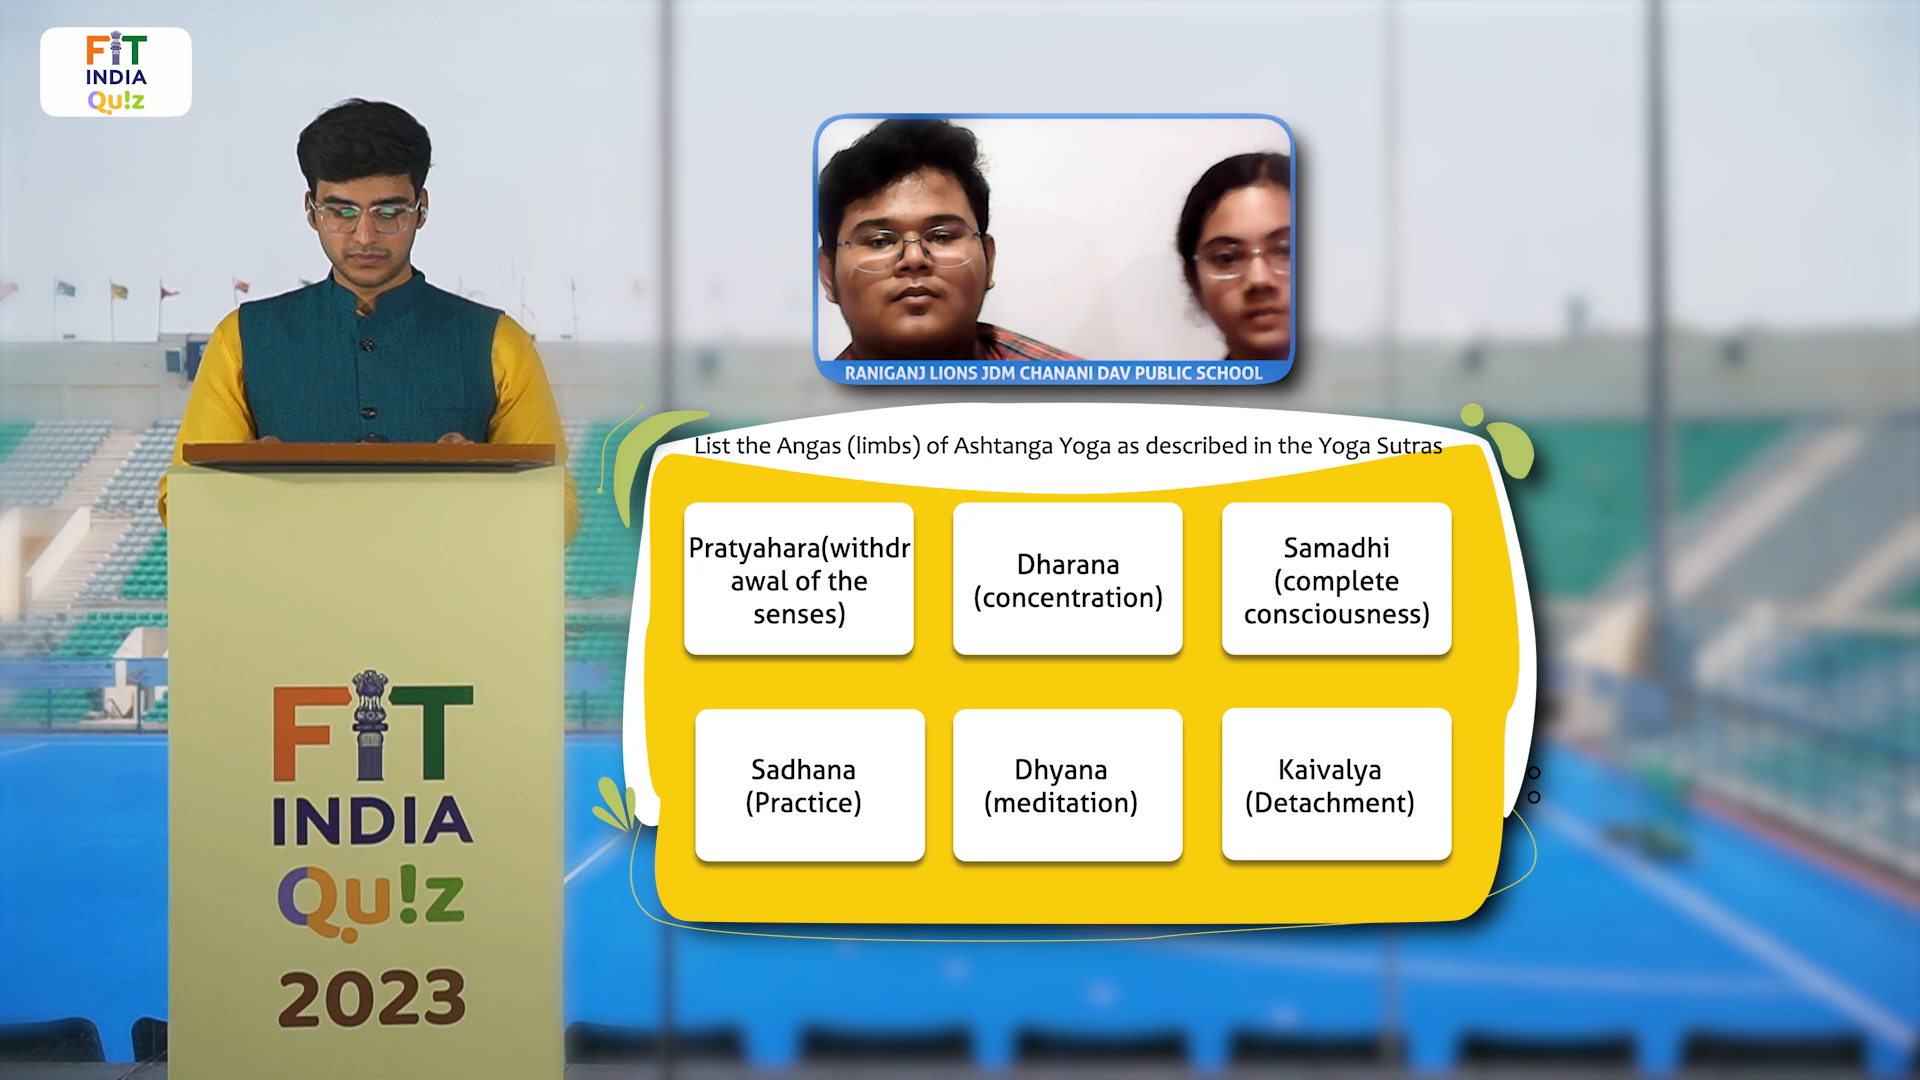 FIT
INDIA
Qu!z
RANIGANJ LIONS JDM CHANANI DAV PUBLIC SCHOOL
List the Angas (limbs) of Ashtanga Yoga as described in the Yoga Sutras
Pratyahara(withdr
awal of the
senses)
Dharana
(concentration)
Samadhi
(complete
consciousness)
Sadhana
(Practice)
Dhyana
(meditation)
Kaivalya
(Detachment)
FIT
INDIA
Qu!z
2023